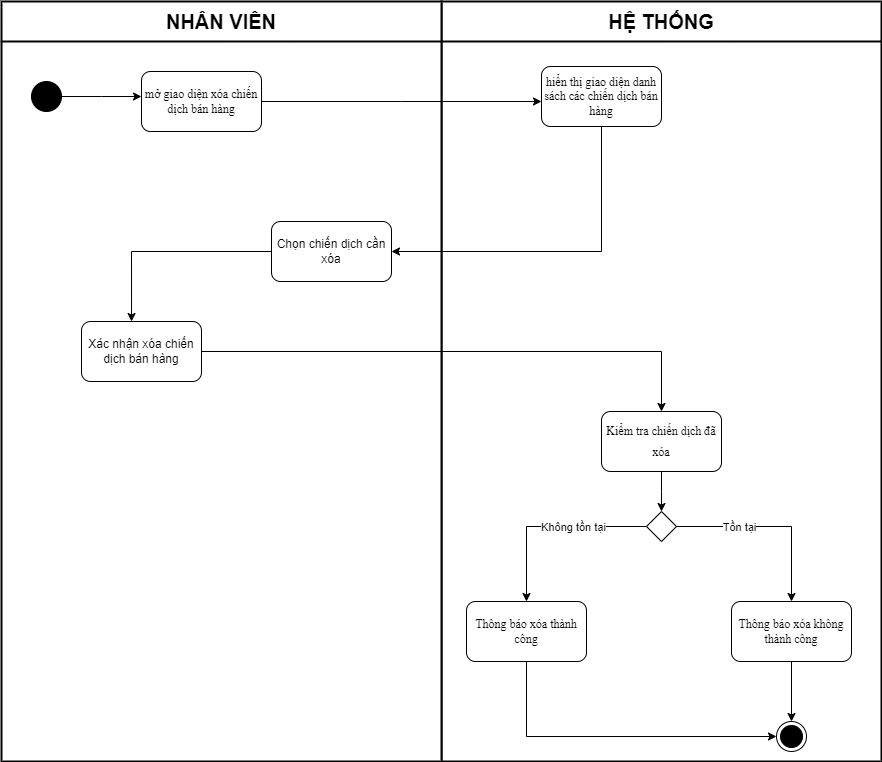 NHÂN VIÊN
HỆ THỐNG
mở giao diện xóa chiến
dịch bán hàng
hiển thị giao diện danh
sách các chiến dịch bán
hàng
Chọn chiến dịch cần
xóa
Xác nhận xóa chiến
dịch bán hàng
Kiểm tra chiến dịch đã
xóa
Không tồn tại
Tồn tại
Thông báo xóa thành
công
Thông báo xóa không
thành công